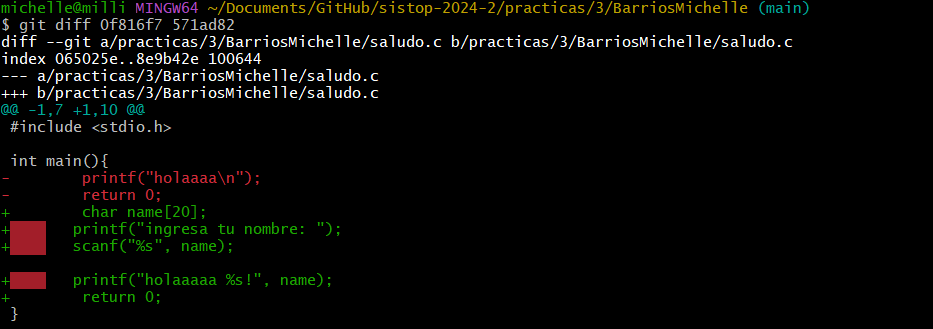 michelle@milli MINGW64 ~/Documents/GitHub/sistop-2024-2/practicas/3/BarriosMichelle (main)
$ git diff 0f816f7 571ad82
diff --git a/practicas/3/BarriosMichelle/saludo.c b/practicas/3/BarriosMichelle/saludo.c
index 065025e..8e9b42e 100644
--- a/practicas/3/BarriosMichelle/saludo.c
+++ b/practicas/3/BarriosMichelle/saludo.c
@@ -1,7 +1,10 @@
 #include <stdio.h>

 int main(){
-        printf("holaaaa\n");
-        return 0;
+        char name[20];
+       printf("ingresa tu nombre: ");
+       scanf("%s", name);

+       printf("holaaaaa %s!", name);
+        return 0;
 }